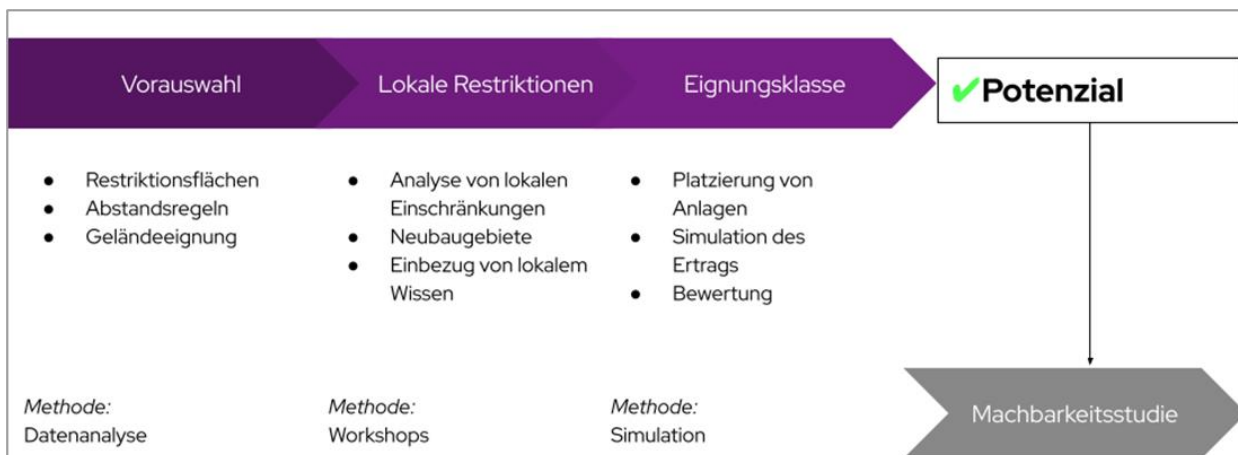 Vorauswahl
Lokale Restriktionen
Eignungsklasse
✔Potenzial
● Restriktionsflächen
● Abstandsregeln
● Geländeeignung
● Analyse von lokalen
Einschränkungen
● Neubaugebiete
● Einbezug von lokalem
Wissen
● Platzierung von
Anlagen
● Simulation des
Ertrags
● Bewertung
Methode:
Datenanalyse
Methode:
Workshops
Methode:
Simulation
Machbarkeitsstudie